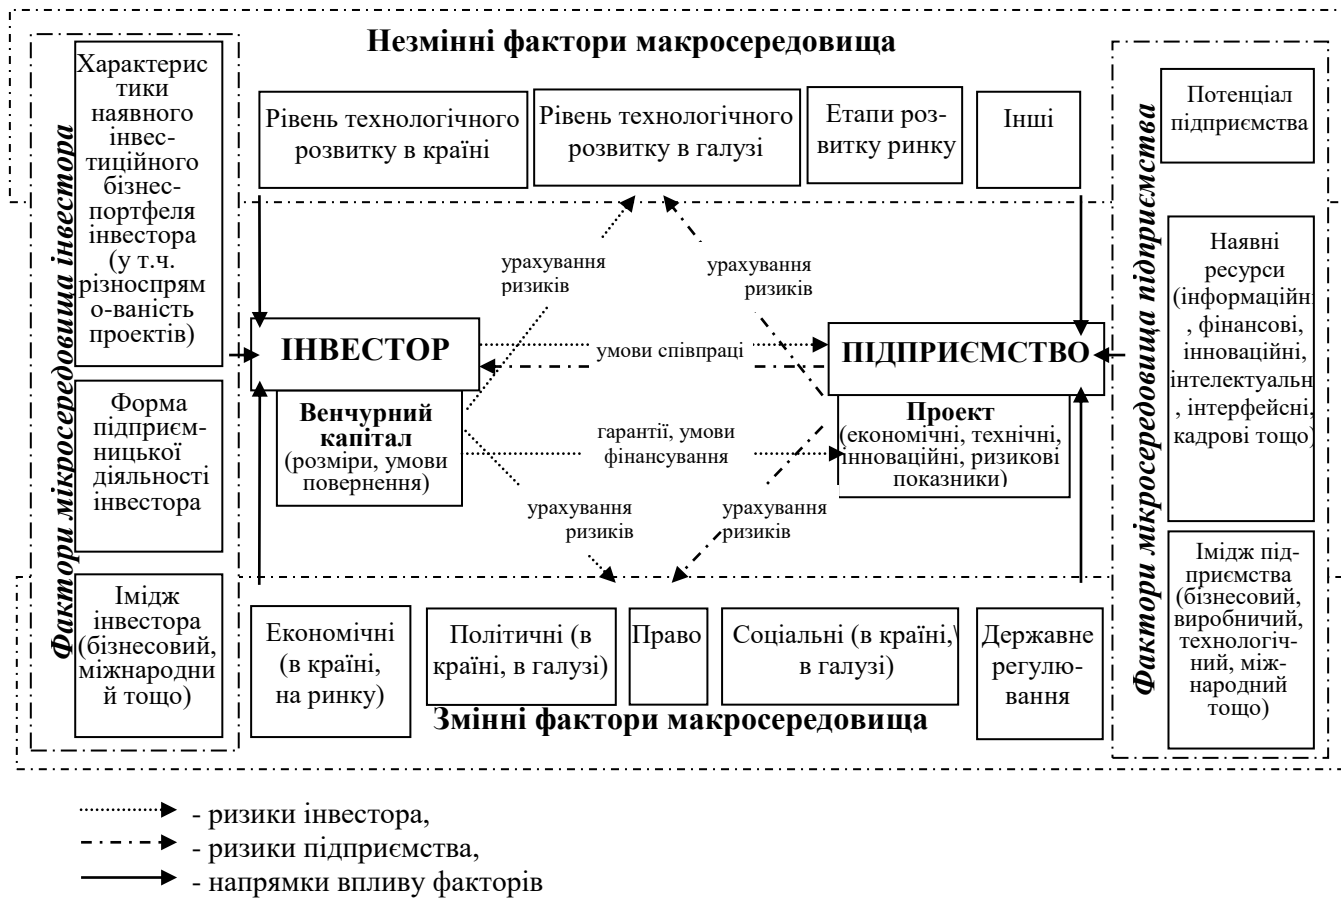 Незмінні фактори макросередовища
Фактори мікросередовища інвестора
Характерис
тики
наявного
інвес-
тиційного
бізнес-
портфеля
інвестора
(у т.ч.
різноспрям
о-ваність
проектів)
Форма
підприєм-
ницької
діяльності
інвестора
Імідж
інвестора
(бізнесовий,
міжнародни
й тощо)
Рівень технологічного
розвитку в країні
Рівень технологічного
розвитку в галузі
Етапи роз-
витку ринку
Інші
урахування
ризиків
урахування
ризиків
ІНВЕСТОР
умови співпраці
ПІДПРИЄМСТВО
Венчурний
капітал
(розміри, умови
повернення)
гарантії, умови
фінансування
Проект
(економічні, технічні,
інноваційні, ризикові
показники)
урахування
ризиків
урахування
ризиків
Економічні
(в країні,
на ринку)
Політичні (в
країні, в галузі)
Право
Соціальні (в країні,\
в галузі)
Державне
регулю-
вання
Змінні фактори макросередовища
Фактори мікросередовища підприємства
Потенціал
підприємства
Наявні
ресурси
(інформаційні
, фінансові,
інноваційні,
інтелектуальн
, інтерфейсні,
кадрові тощо)
Імідж під-
приємства
(бізнесовий,
виробничий,
технологіч-
ний, між-
народний
тощо)
- ризики інвестора,
- ризики підприємства,
- напрямки впливу факторів